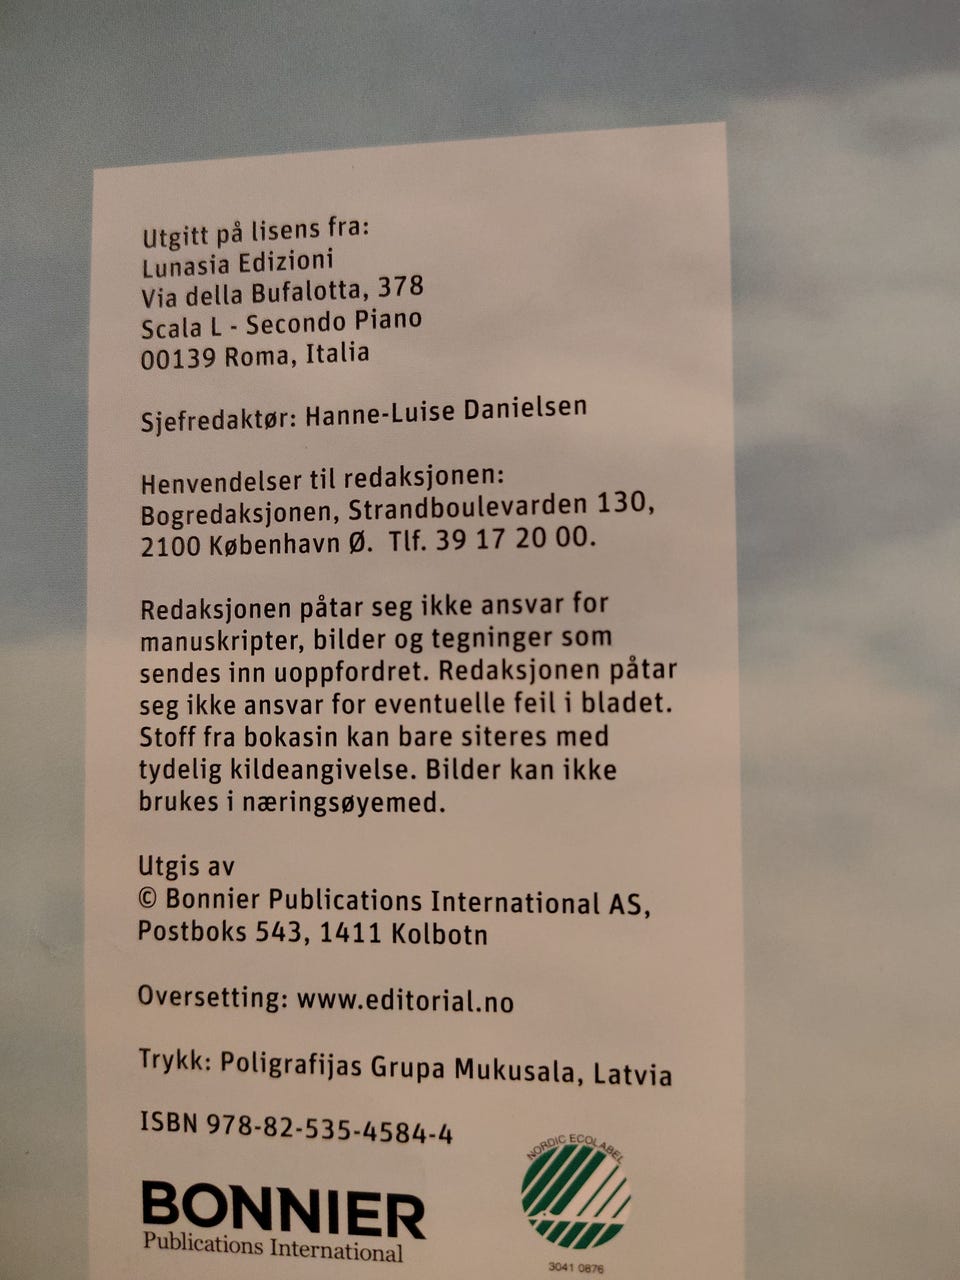 Utgitt på lisens fra:
Lunasia Edizioni
Via della Bufalotta, 378
Scala L - Secondo Piano
00139 Roma, Italia
Sjefredaktør: Hanne-Luise Danielsen
Henvendelser til redaksjonen:
Bogredaksjonen, Strandboulevarden 130,
2100 København Ø. Tlf. 39 17 20 00.
Redaksjonen påtar seg ikke ansvar for
manuskripter, bilder og tegninger som
sendes inn uoppfordret. Redaksjonen påtar
seg ikke ansvar for eventuelle feil i bladet.
Stoff fra bokasin kan bare siteres med
tydelig kildeangivelse. Bilder kan ikke
brukes i næringsøyemed.
Utgis av
© Bonnier Publications International AS,
Postboks 543, 1411 Kolbotn
Oversetting: www.editorial.no
Trykk: Poligrafijas Grupa Mukusala, Latvia
ISBN 978-82-535-4584-4
BONNIER
Publications International
NORDIC ECOLABEL
3041 0876